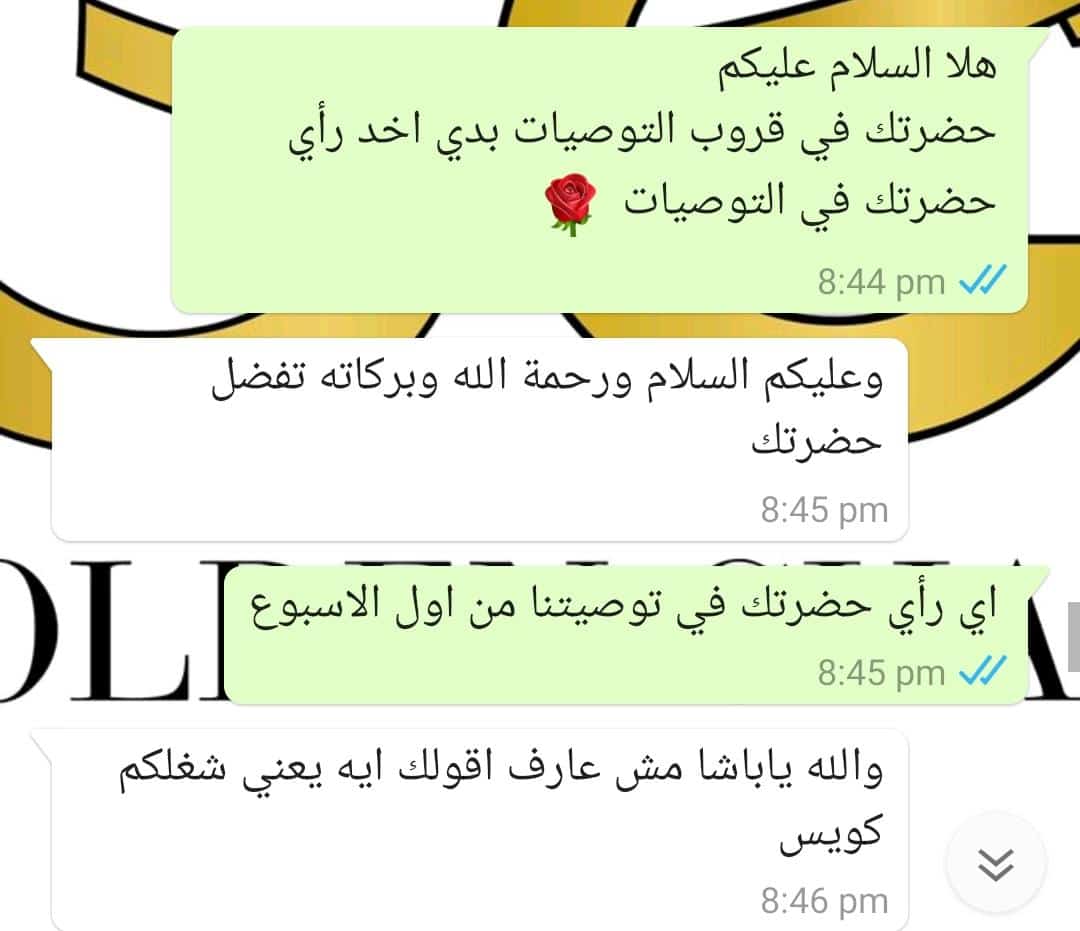 هلا السلام عليكم
حضرتك في قروب التوصيات بدي اخد رأي
حضرتك في التوصيات 🌹
8:44 pm
وعليكم السلام ورحمة الله وبركاته تفضل
حضرتك
8:45 pm
اي رأي حضرتك في توصيتنا من اول الاسبوع
8:45 pm
والله ياباشا مش عارف اقولك ايه يعني شغلكم
كويس
8:46 pm